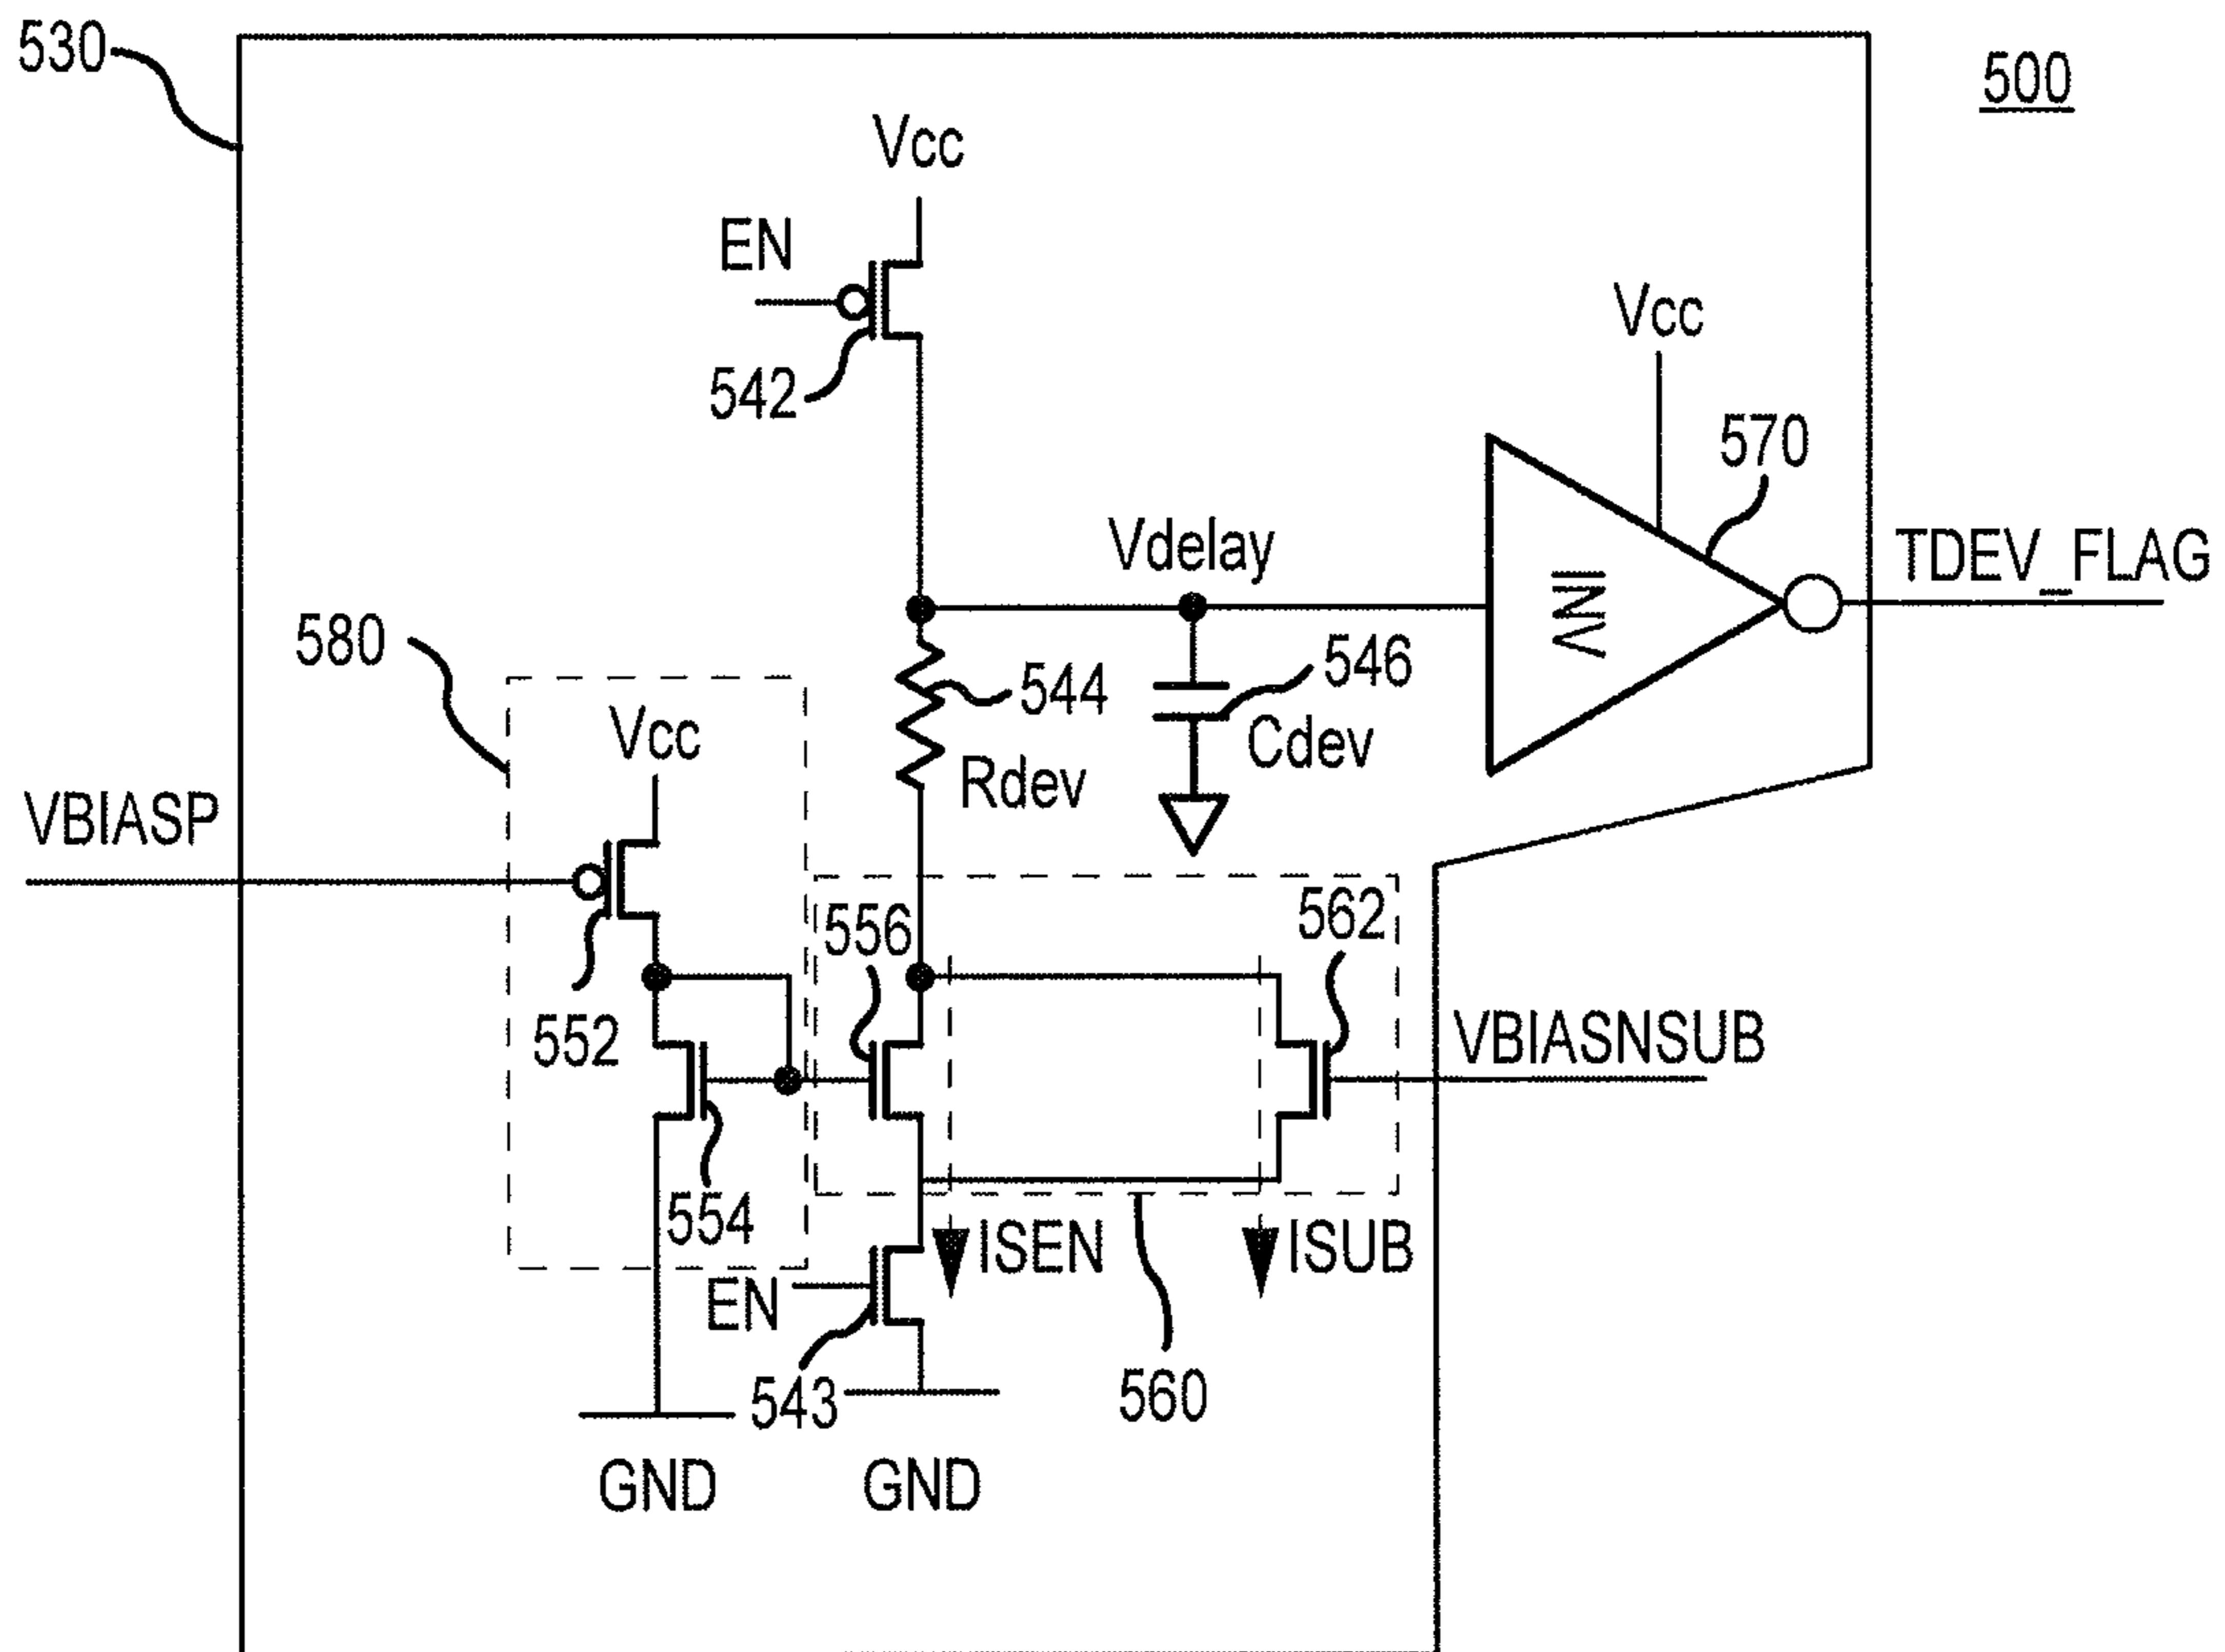 530
500
Vcc
EN
542
Vcc
570
Vdelay
INV
TDEV_FLAG
580
544
546
Vcc
Rdev
Cdev
VBIASP
556
562
552
VBIASNSUB
554
ISEN
ISUB
EN
543
560
GND
GND